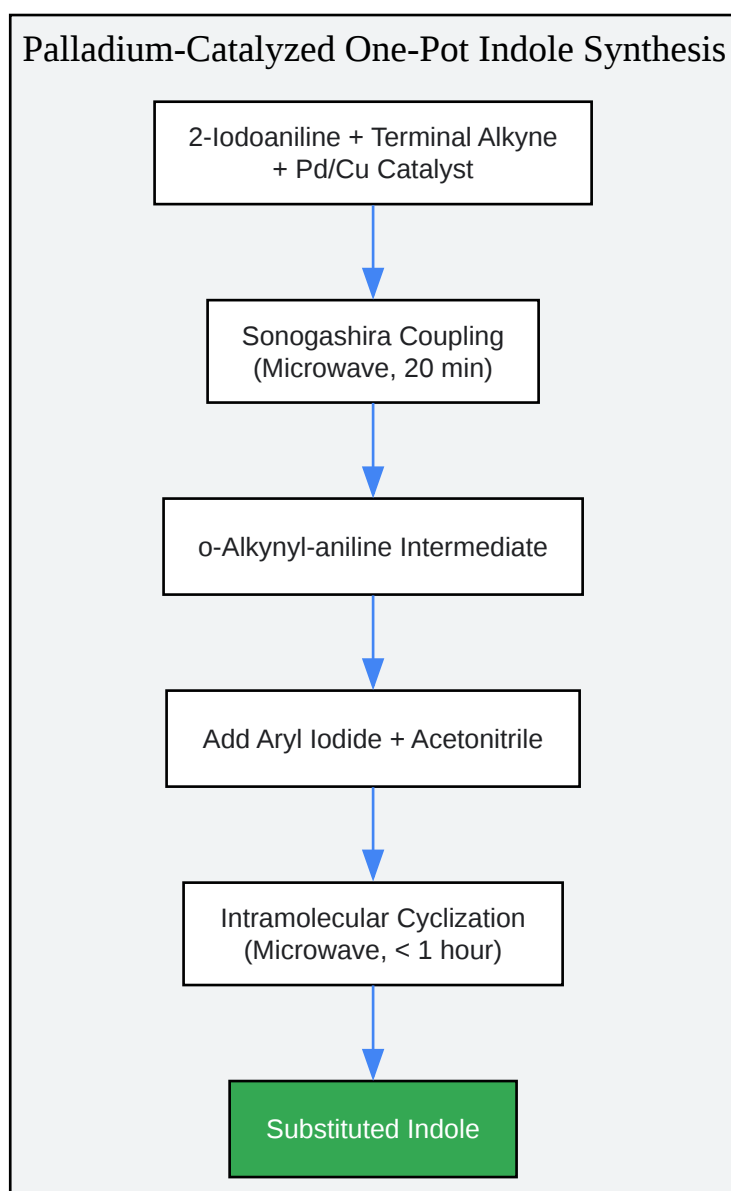 Palladium-Catalyzed One-Pot Indole Synthesis
2-Iodoaniline + Terminal Alkyne
+ Pd/Cu Catalyst
Sonogashira Coupling
(Microwave, 20 min)
o-Alkynyl-aniline Intermediate
Add Aryl Iodide + Acetonitrile
Intramolecular Cyclization
(Microwave, < 1 hour)
Substituted Indole